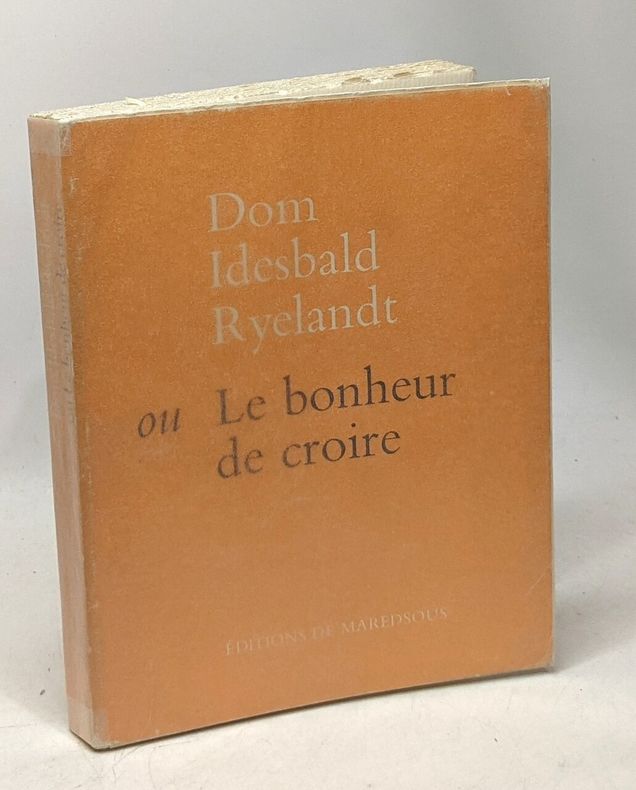 Dom
Idesbald
Ryelandt
ou Le bonheur
de croire
ÉDITIONS DE MAREDSOUS